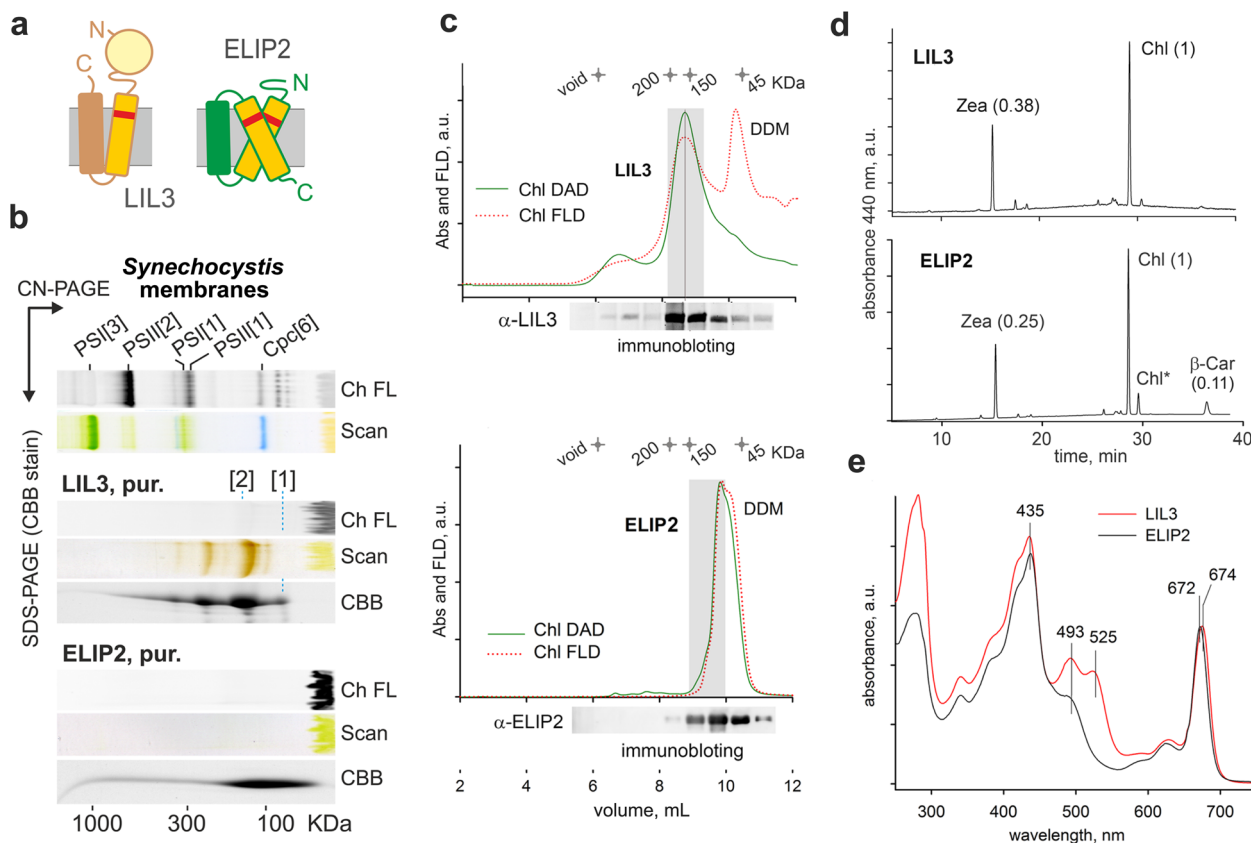 a
N
C
LIL3
ELIP2
N
C
b
Synechocystis
membranes
CN-PAGE
SDS-PAGE (CBB stain)
PSI[3]
PSII[2]
PSI[1]
PSII[1]
Cpc[6]
Ch FL
Scan
LIL3, pur.
[2]
[1]
Ch FL
Scan
CBB
ELIP2, pur.
Ch FL
Scan
CBB
1000
300
100
KDa
c
void
200
150
45
KDa
Abs and FLD, a.u.
LIL3
DDM
Chl DAD
Chl FLD
α-LIL3
immunobloting
void
200
150
45
KDa
Abs and FLD, a.u.
ELIP2
DDM
Chl DAD
Chl FLD
α-ELIP2
immunobloting
2
4
6
8
10
12
volume, mL
d
LIL3
Zea (0.38)
Chl (1)
absorbance 440 nm, a.u.
ELIP2
Zea (0.25)
Chl (1)
Chl*
β-Car
(0.11)
10
20
30
40
time, min
e
absorbance, a.u.
LIL3
ELIP2
435
493
525
672
674
300
400
500
600
700
wavelength, nm